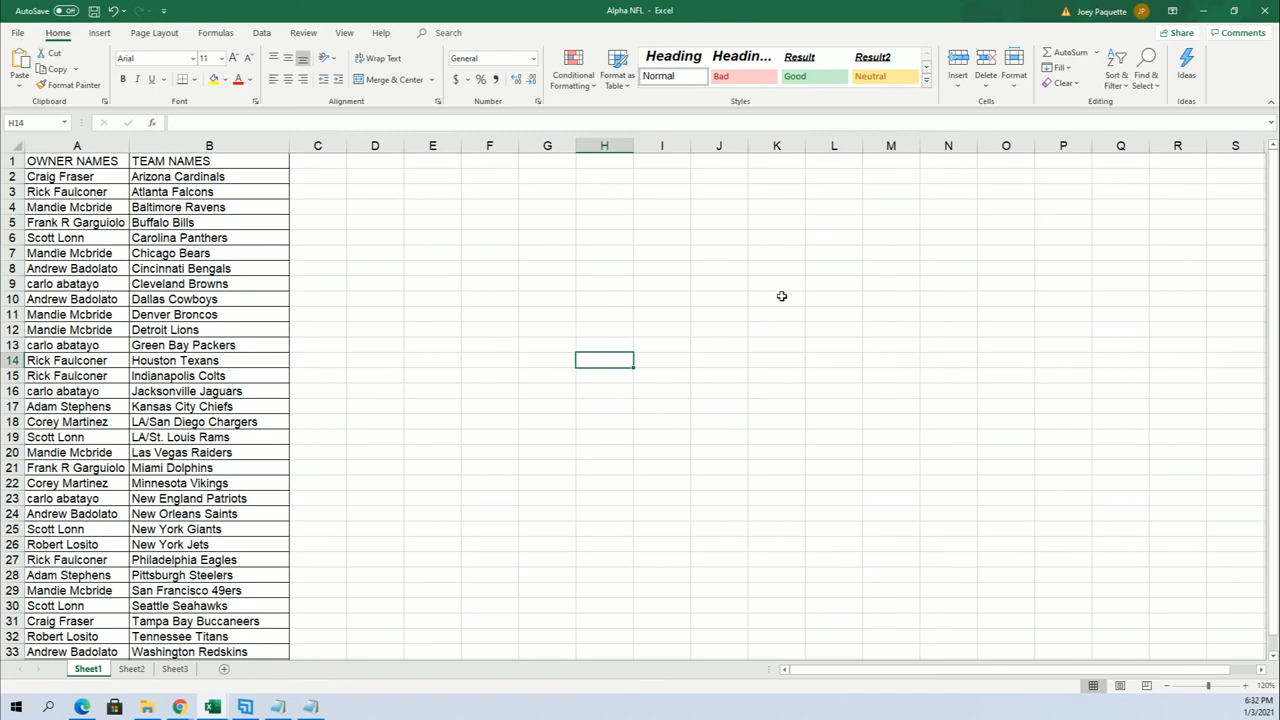 AutoSave Off Alpha NFL - Excel Joey Paquette JP
File Home Insert Page Layout Formulas Data Review View Help Search Share Comments
Paste Cut Copy Format Painter Clipboard
Arial 11 A A B I U A Font
Wrap Text Merge & Center Alignment
General $ % Number
Conditional Formatting Format as Table
Heading Headin... Result Result2
Normal Bad Good Neutral Styles
Insert Delete Format Cells
AutoSum Fill Clear Sort & Filter Find & Select Editing
Ideas Ideas
H14 fx
A B C D E F G H I J K L M N O P Q R S
1 OWNER NAMES TEAM NAMES
2 Craig Fraser Arizona Cardinals
3 Rick Faulconer Atlanta Falcons
4 Mandie Mcbride Baltimore Ravens
5 Frank R Garguiolo Buffalo Bills
6 Scott Lonn Carolina Panthers
7 Mandie Mcbride Chicago Bears
8 Andrew Badolato Cincinnati Bengals
9 carlo abatayo Cleveland Browns
10 Andrew Badolato Dallas Cowboys
11 Mandie Mcbride Denver Broncos
12 Mandie Mcbride Detroit Lions
13 carlo abatayo Green Bay Packers
14 Rick Faulconer Houston Texans
15 Rick Faulconer Indianapolis Colts
16 carlo abatayo Jacksonville Jaguars
17 Adam Stephens Kansas City Chiefs
18 Corey Martinez LA/San Diego Chargers
19 Scott Lonn LA/St. Louis Rams
20 Mandie Mcbride Las Vegas Raiders
21 Frank R Garguiolo Miami Dolphins
22 Corey Martinez Minnesota Vikings
23 carlo abatayo New England Patriots
24 Andrew Badolato New Orleans Saints
25 Scott Lonn New York Giants
26 Robert Losito New York Jets
27 Rick Faulconer Philadelphia Eagles
28 Adam Stephens Pittsburgh Steelers
29 Mandie Mcbride San Francisco 49ers
30 Scott Lonn Seattle Seahawks
31 Craig Fraser Tampa Bay Buccaneers
32 Robert Losito Tennessee Titans
33 Andrew Badolato Washington Redskins
Sheet1 Sheet2 Sheet3
120%
6:32 PM
1/3/2021